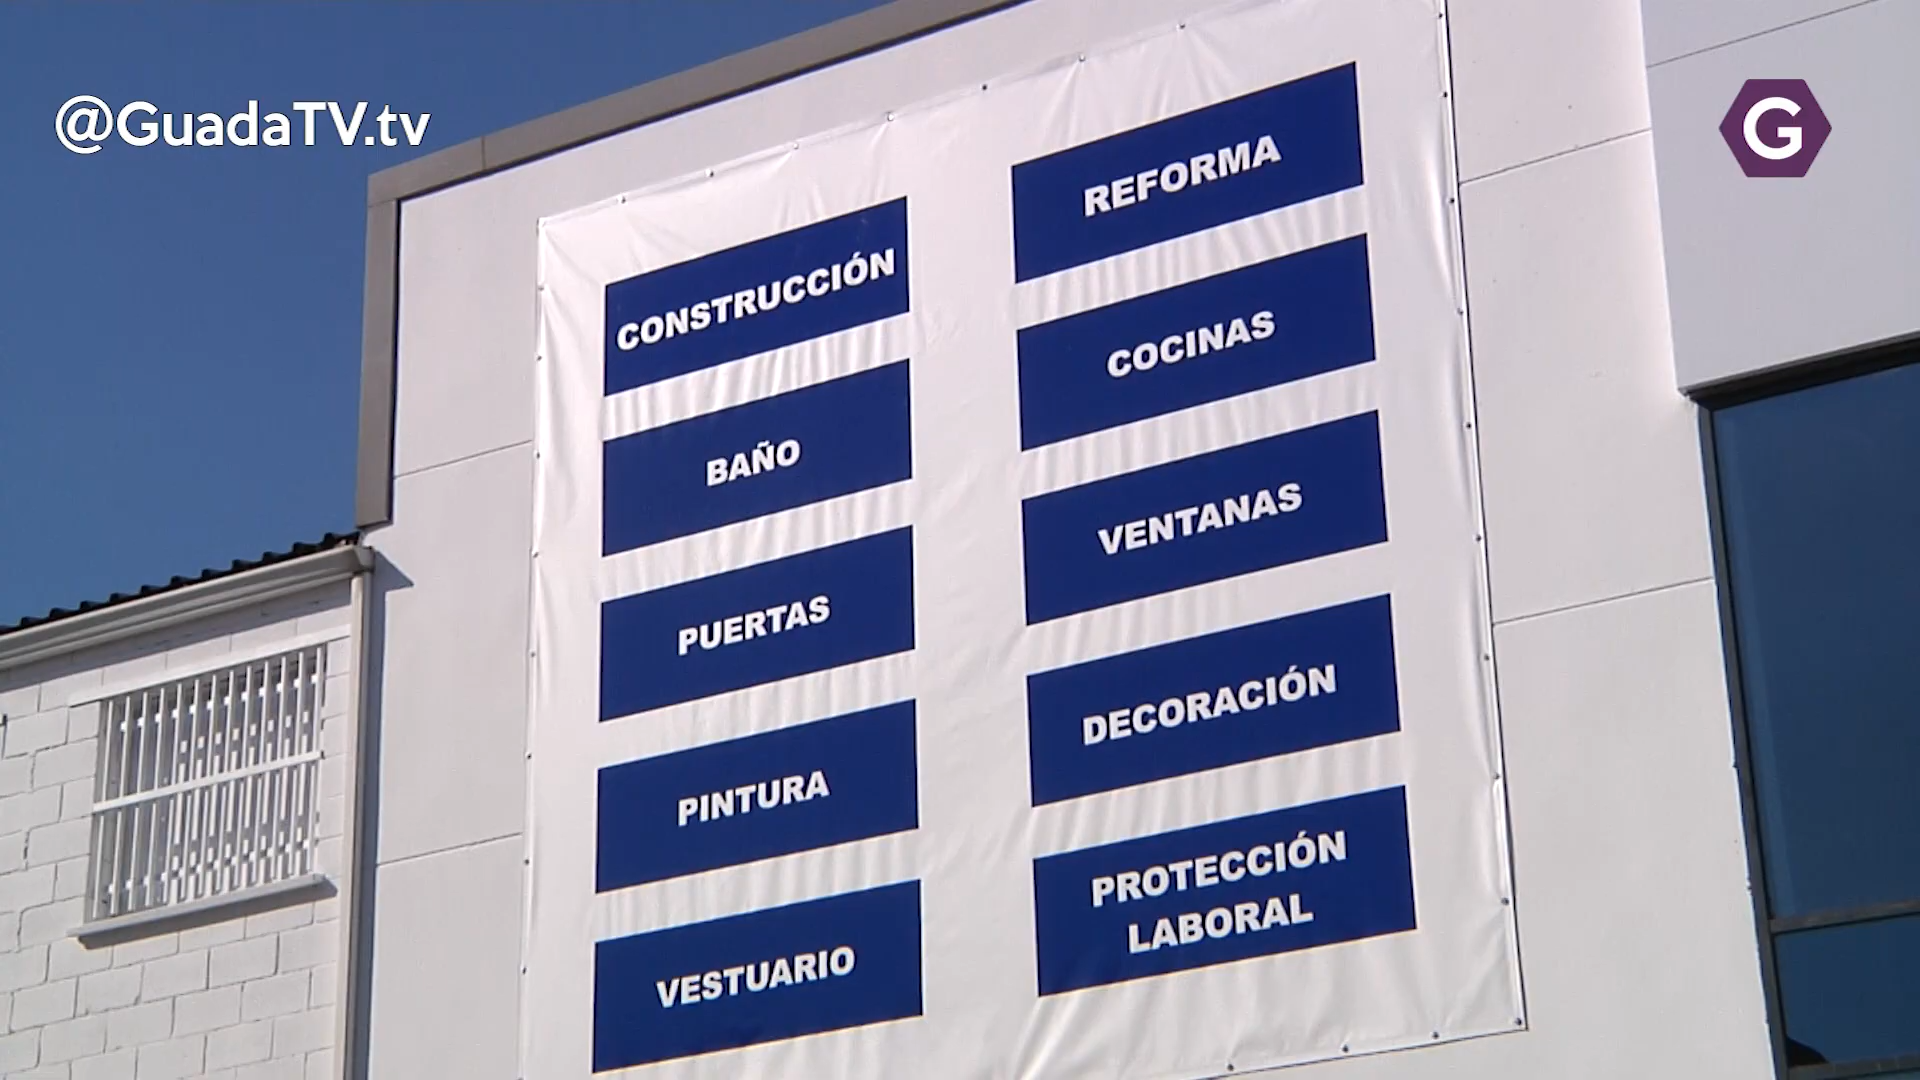 @GuadaTV.tv
G
CONSTRUCCIÓN
BAÑO
PUERTAS
PINTURA
VESTUARIO
REFORMA
COCINAS
VENTANAS
DECORACIÓN
PROTECCIÓN
LABORAL